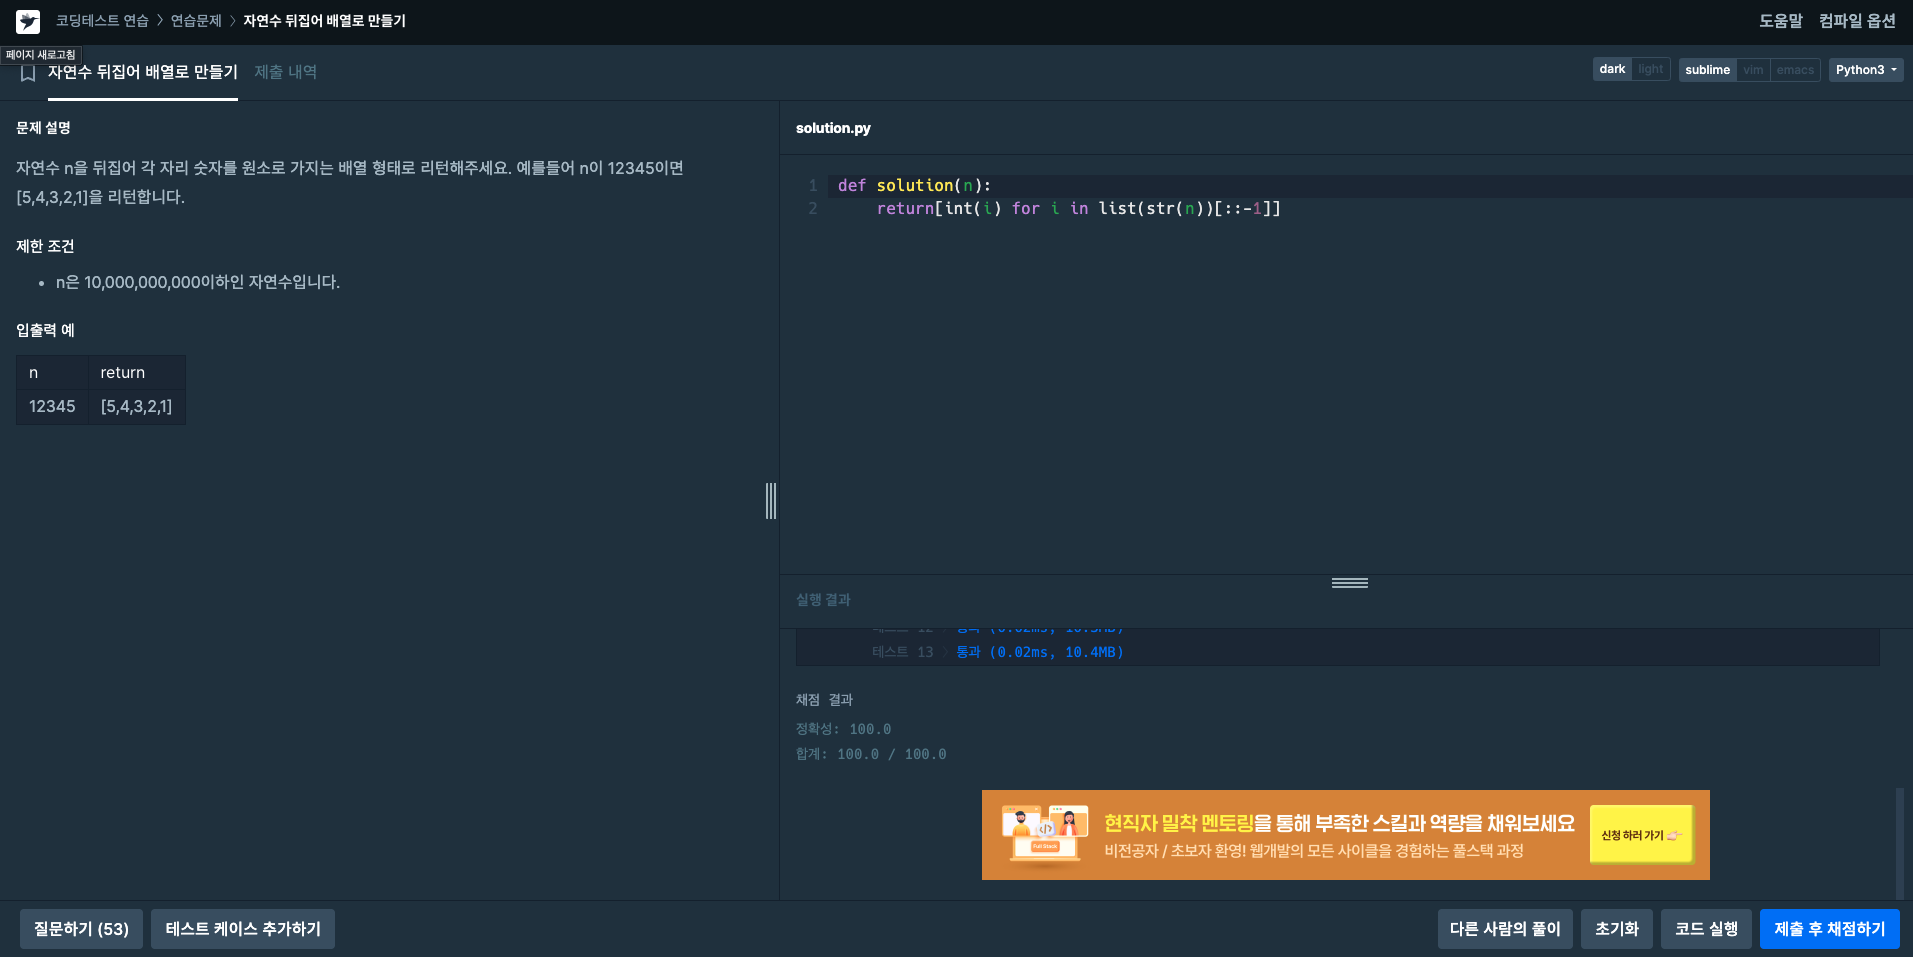 코딩테스트 연습 > 연습문제 > 자연수 뒤집어 배열로 만들기
도움말 컴파일 옵션
페이지 새로고침
자연수 뒤집어 배열로 만들기 제출 내역
dark light sublime vim emacs Python3
문제 설명
자연수 n을 뒤집어 각 자리 숫자를 원소로 가지는 배열 형태로 리턴해주세요. 예를들어 n이 12345이면
[5,4,3,2,1]을 리턴합니다.
제한 조건
• n은 10,000,000,000이하인 자연수입니다.
입출력 예
n return
12345 [5,4,3,2,1]
solution.py
1 def solution(n):
2 return[int(i) for i in list(str(n))[::-1]]
실행 결과
테스트 12 > 통과 (0.02ms, 10.3MB)
테스트 13 > 통과 (0.02ms, 10.4MB)
채점 결과
정확성: 100.0
합계: 100.0 / 100.0
Full Stack
현직자 밀착 멘토링을 통해 부족한 스킬과 역량을 채워보세요
비전공자 / 초보자 환영! 웹개발의 모든 사이클을 경험하는 풀스택 과정
신청 하러 가기
질문하기 (53) 테스트 케이스 추가하기 다른 사람의 풀이 초기화 코드 실행 제출 후 채점하기